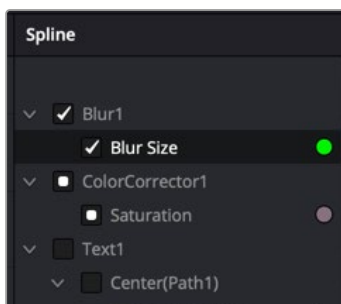 Spline
Blur1
Blur Size
ColorCorrector1
Saturation
Text1
Center(Path1)